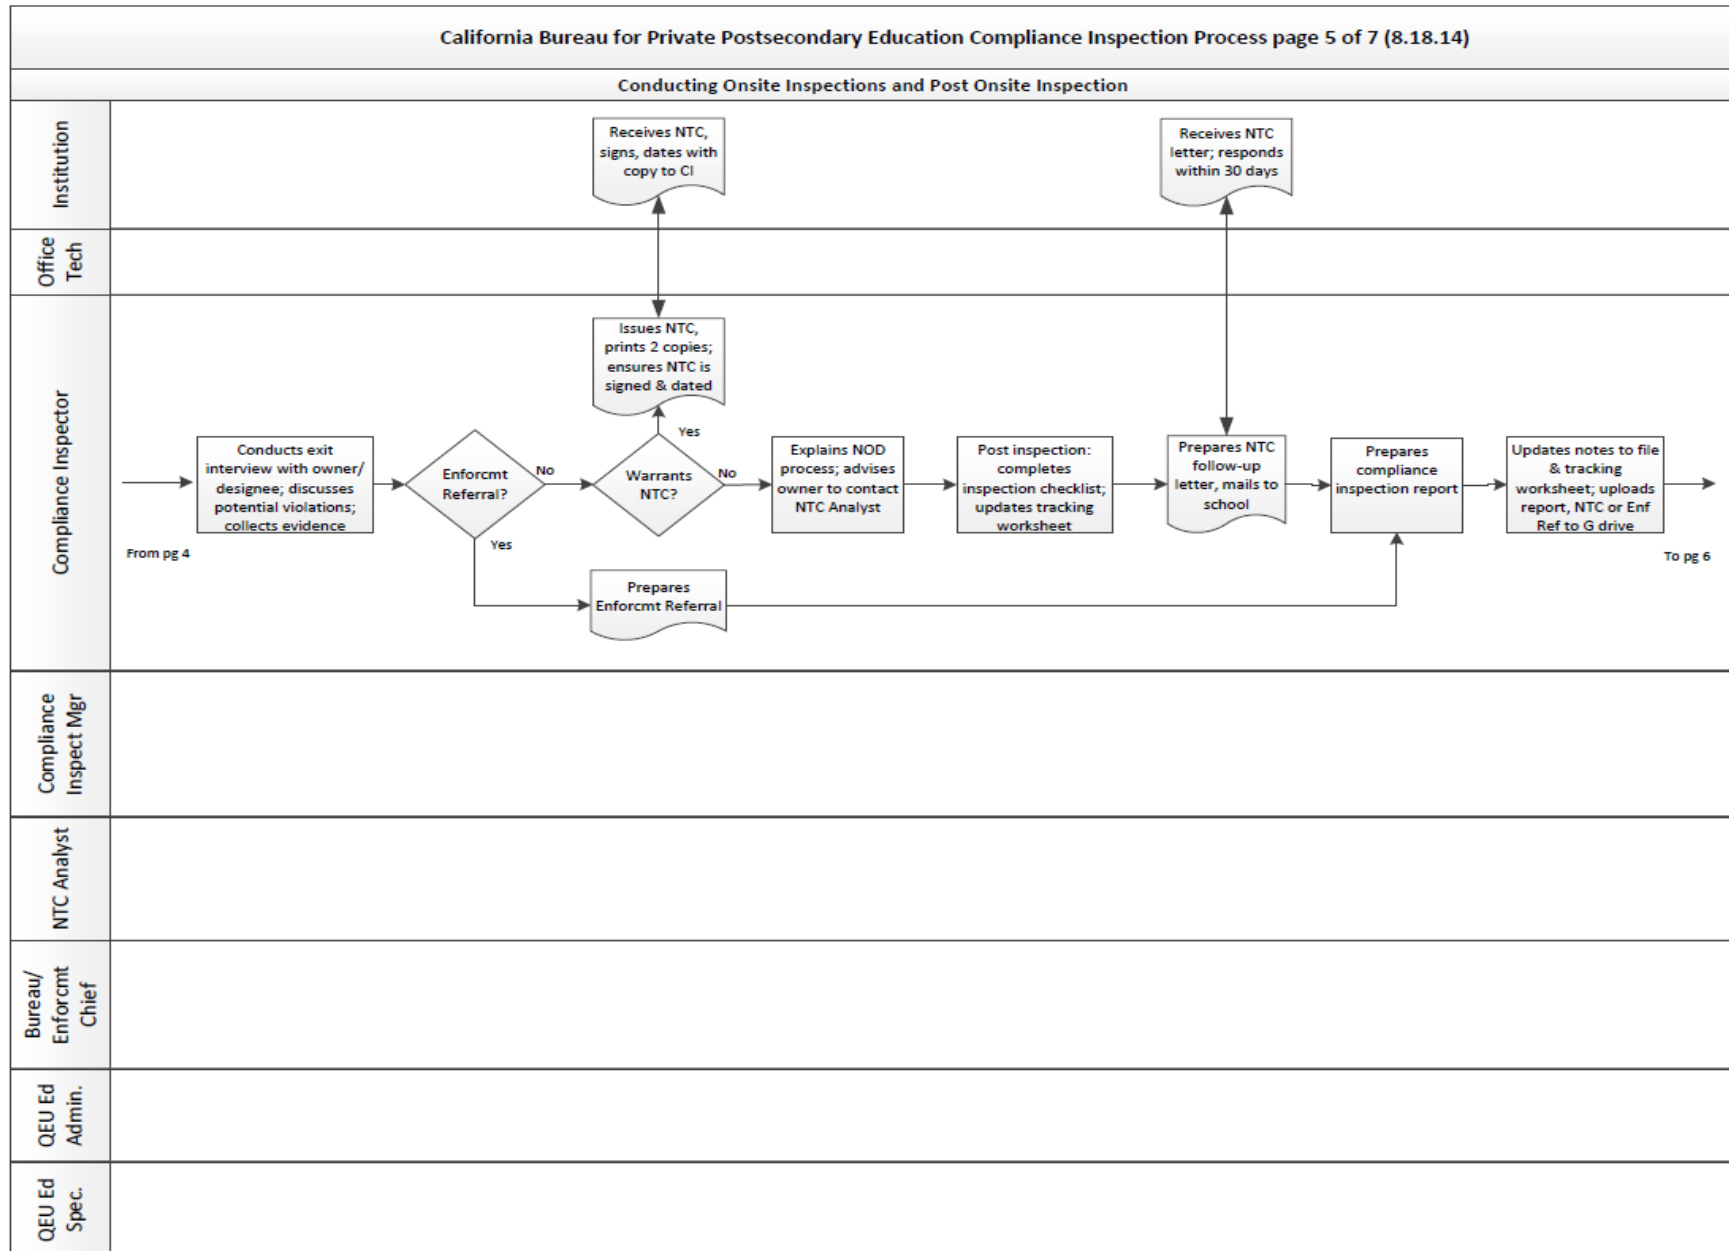 California Bureau for Private Postsecondary Education Compliance Inspection Process page 5 of 7 (8.18.14)
Conducting Onsite Inspections and Post Onsite Inspection
Institution
Receives NTC,
signs, dates with
copy to CI
Receives NTC
letter; responds
within 30 days
Office
Tech
Compliance Inspector
Issues NTC,
prints 2 copies;
ensures NTC is
signed & dated
Yes
From pg 4
Conducts exit
interview with owner/
designee; discusses
potential violations;
collects evidence
Enforcmt
Referral?
No
Yes
Warrants
NTC?
No
Explains NOD
process; advises
owner to contact
NTC Analyst
Post inspection:
completes
inspection checklist;
updates tracking
worksheet
Prepares NTC
follow-up
letter, mails to
school
Prepares
compliance
inspection report
Updates notes to file
& tracking
worksheet; uploads
report, NTC or Enf
Ref to G drive
To pg 6
Prepares
Enforcmt Referral
Compliance
Inspect Mgr
NTC Analyst
Bureau/
Enforcmt
Chief
QEU Ed
Admin.
QEU Ed
Spec.